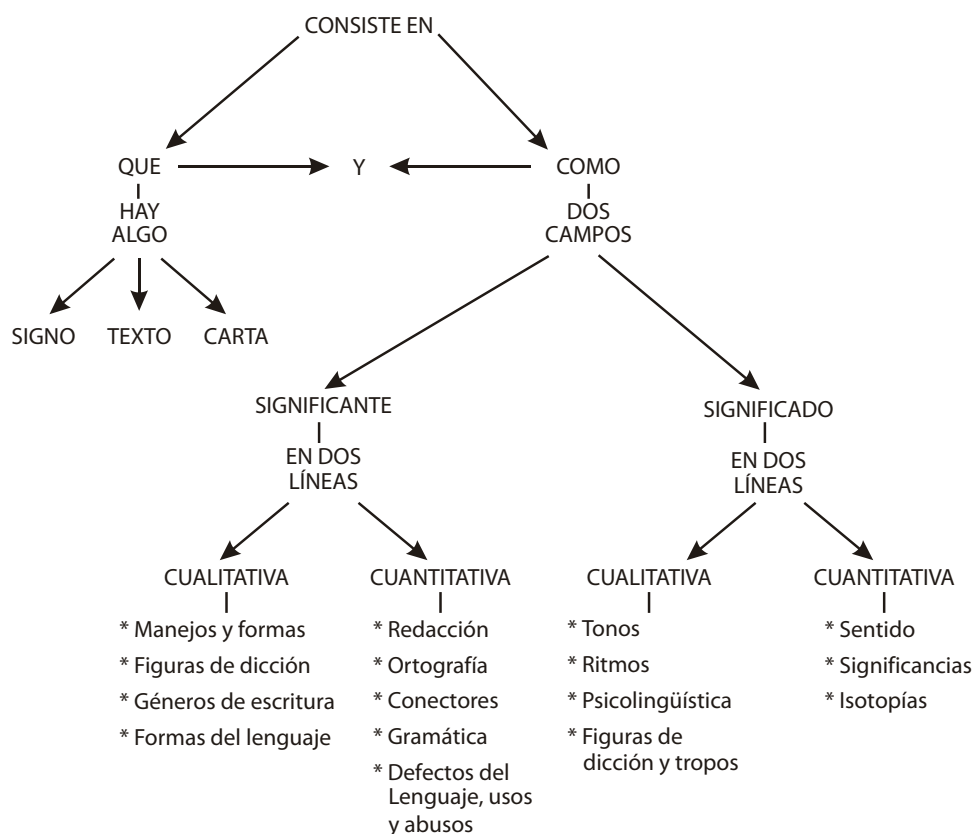 CONSISTE EN
QUE
Y
COMO
HAY
ALGO
DOS
CAMPOS
SIGNO
TEXTO
CARTA
SIGNIFICANTE
SIGNIFICADO
EN DOS
LÍNEAS
EN DOS
LÍNEAS
CUALITATIVA
* Manejos y formas
* Figuras de dicción
* Géneros de escritura
* Formas del lenguaje
CUANTITATIVA
* Redacción
* Ortografía
* Conectores
* Gramática
* Defectos del
Lenguaje, usos
y abusos
CUALITATIVA
* Tonos
* Ritmos
* Psicolingüística
* Figuras de
dicción y tropos
CUANTITATIVA
* Sentido
* Significancias
* Isotopías